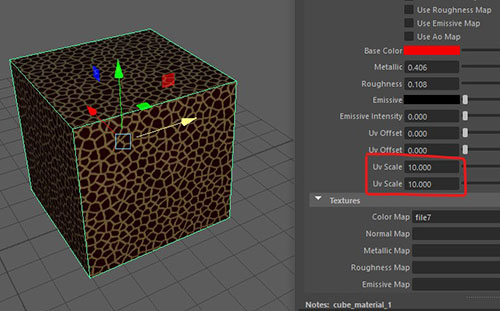 Use Roughness Map
Use Emissive Map
Use Ao Map
Base Color
Metallic 0.406
Roughness 0.108
Emissive
Emissive Intensity 0.000
Uv Offset 0.000
Uv Offset 0.000
Uv Scale 10.000
Uv Scale 10.000
Textures
Color Map file7
Normal Map
Metallic Map
Roughness Map
Emissive Map
Notes: cube_material_1